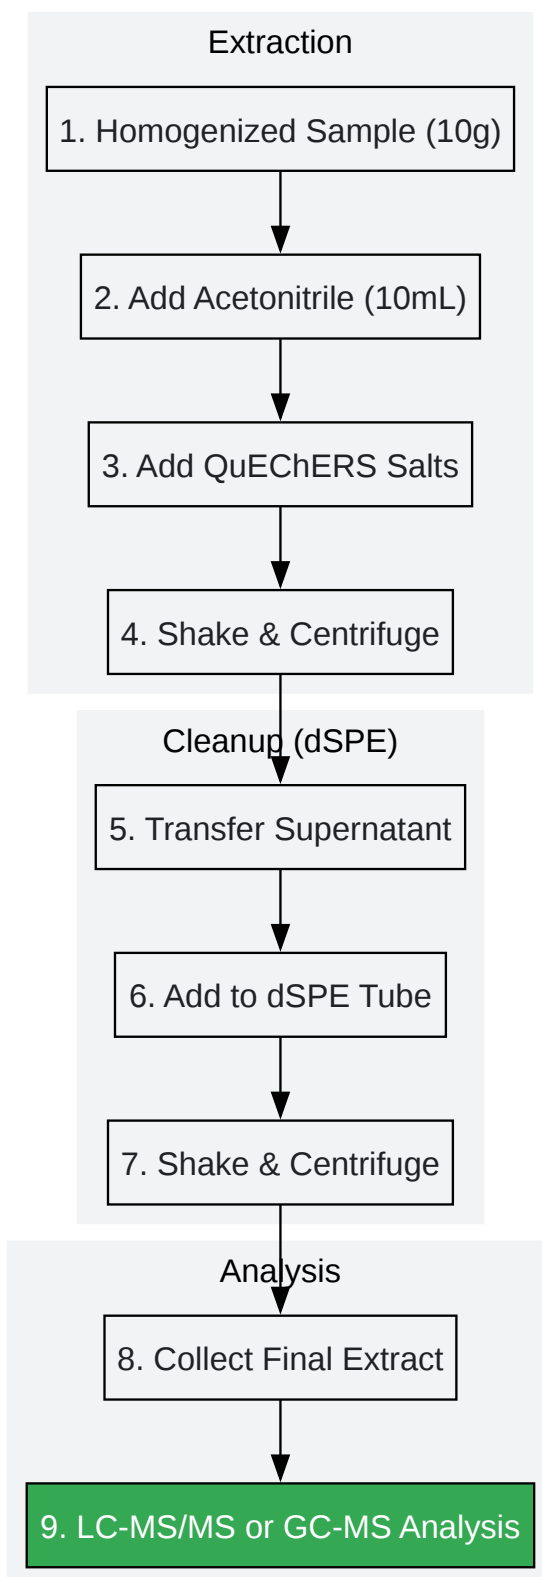 Extraction
1. Homogenized Sample (10g)
2. Add Acetonitrile (10mL)
3. Add QuEChERS Salts
4. Shake & Centrifuge
Cleanup (dSPE)
5. Transfer Supernatant
6. Add to dSPE Tube
7. Shake & Centrifuge
Analysis
8. Collect Final Extract
9. LC-MS/MS or GC-MS Analysis